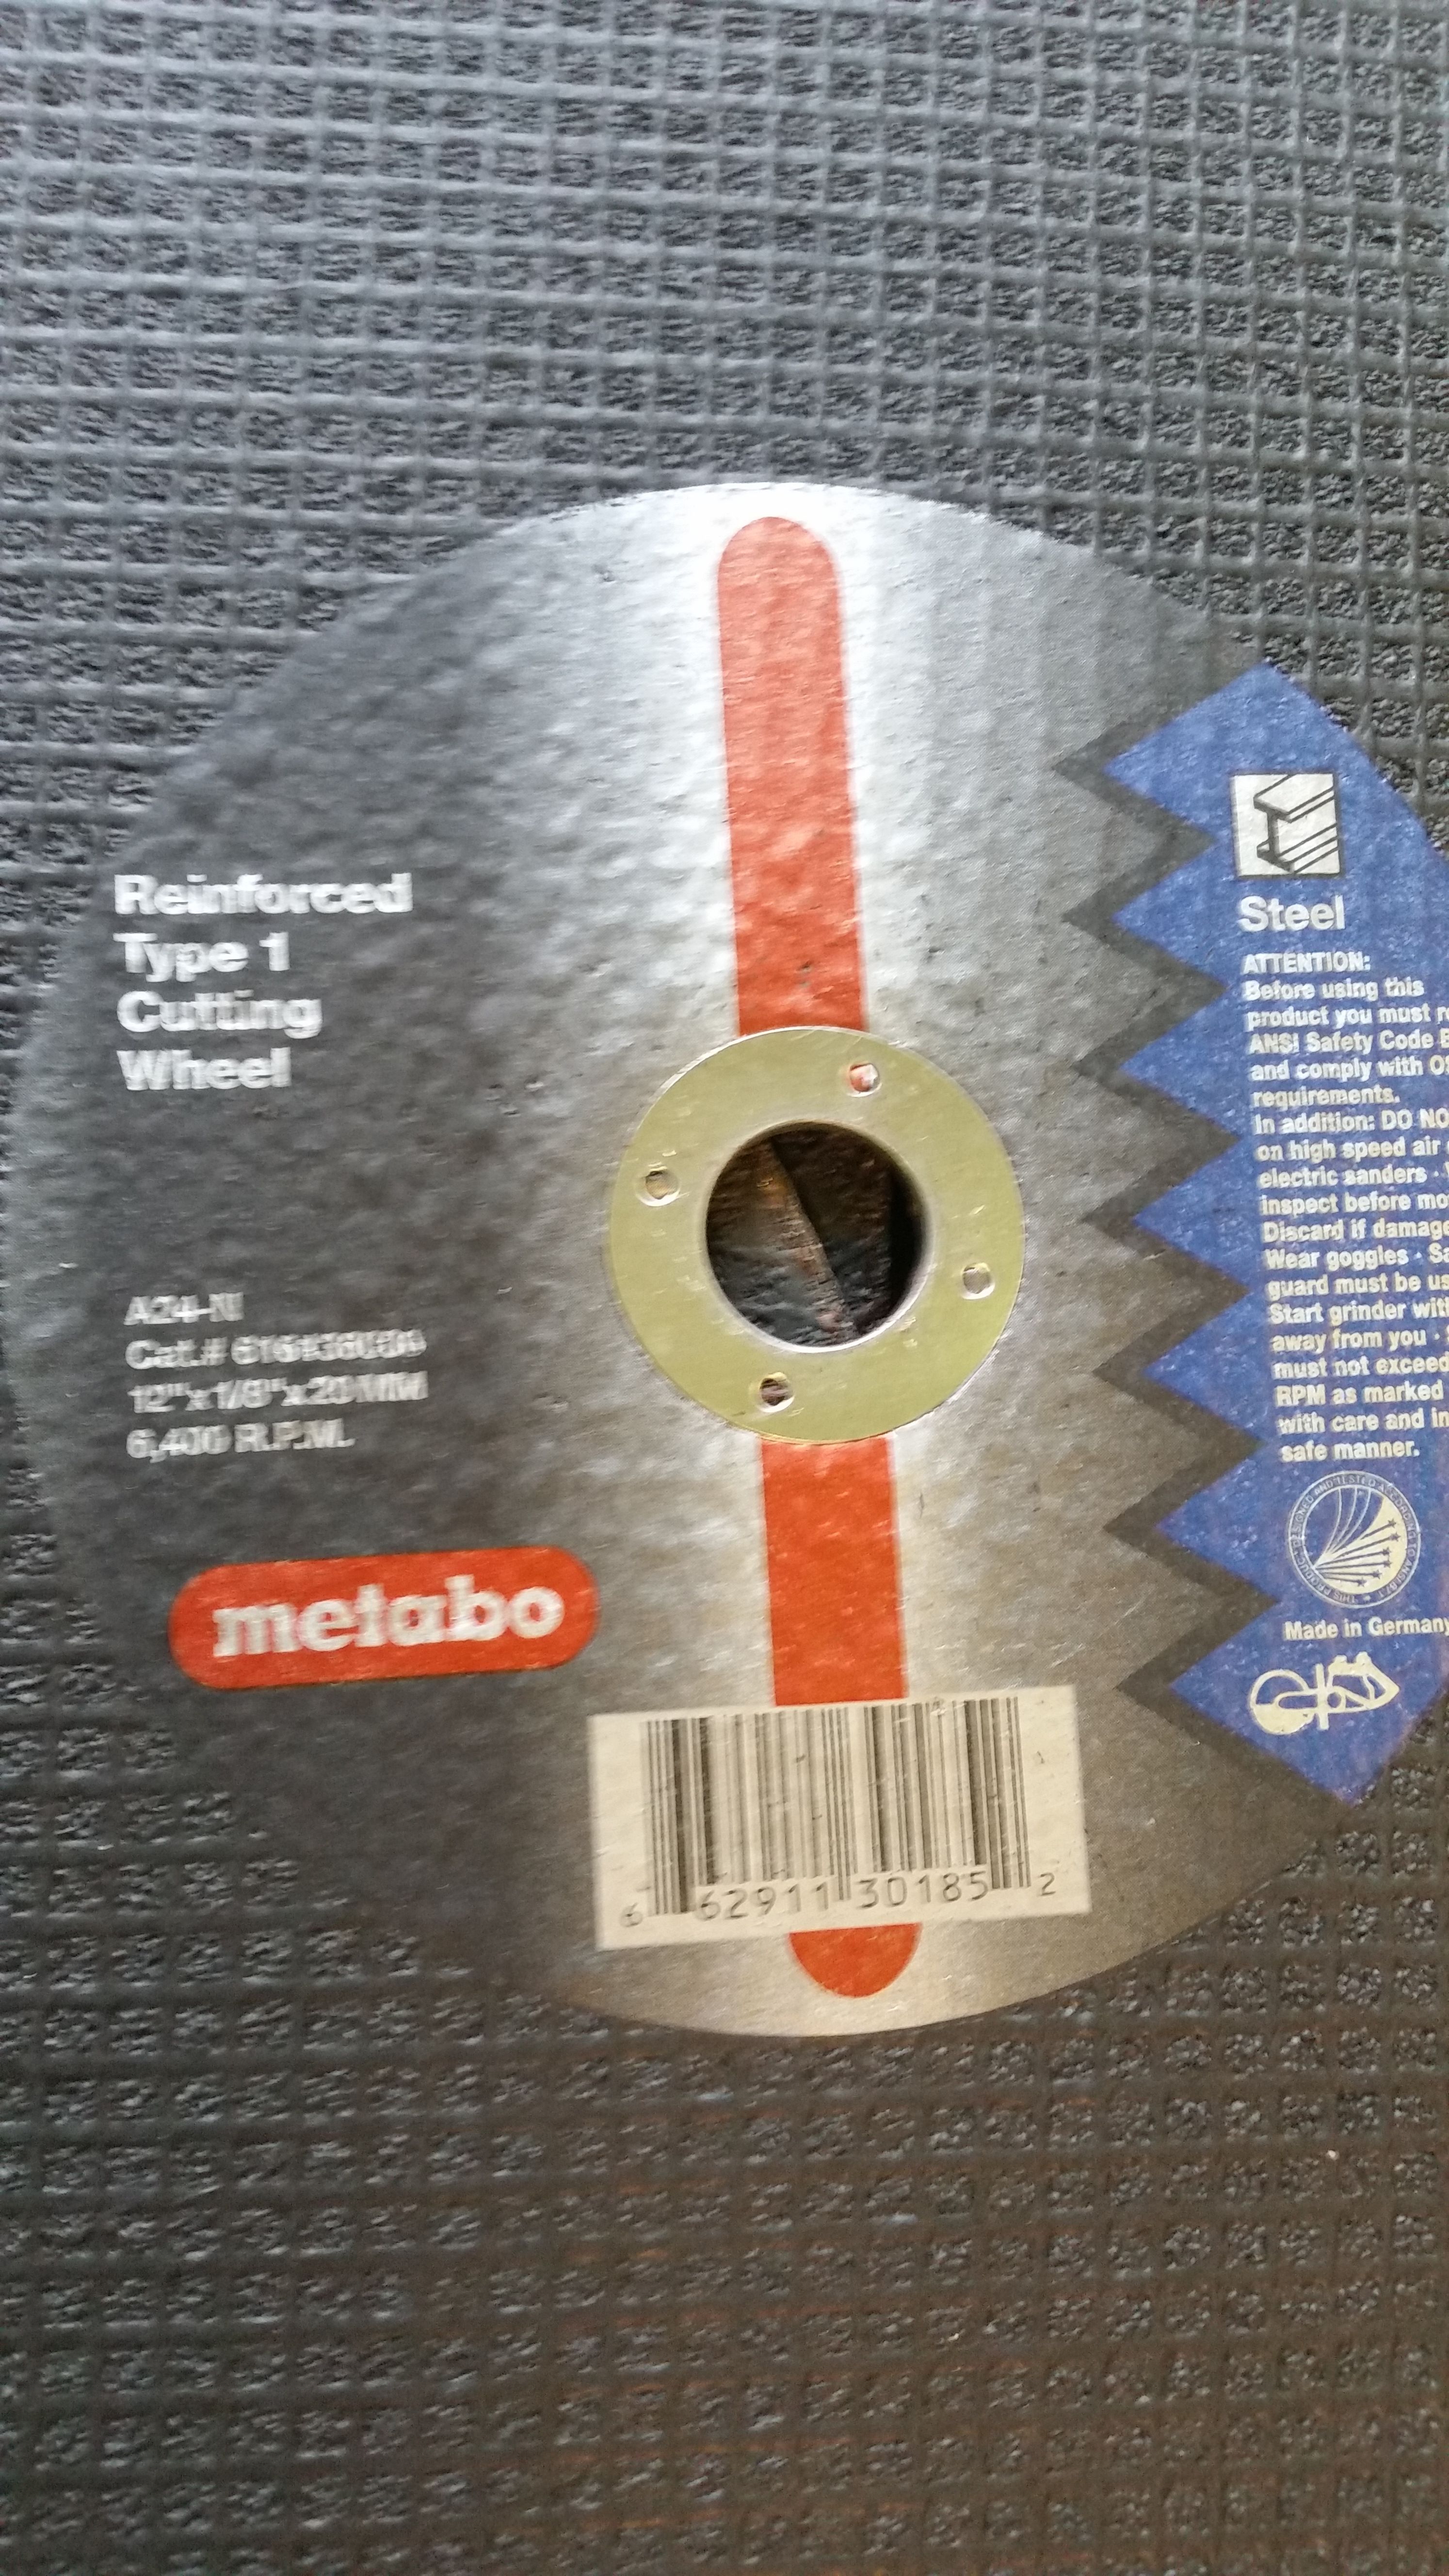 Reinforced
Type 1
Cutting
Wheel
A24-N
Cat.#
12"x1/8"x20MM
6,400 R.P.M.
metabo
Steel
ATTENTION:
Before using this
product you must
ANSI Safety Code
and comply with
requirements.
In addition: DO
on high speed air
electric sanders ·
inspect before
Discard if
Wear goggles ·
guard must be
Start grinder
away from you ·
must not exceed
RPM as marked
with care and
safe manner.
Made in Germany
6 62911 30185 2